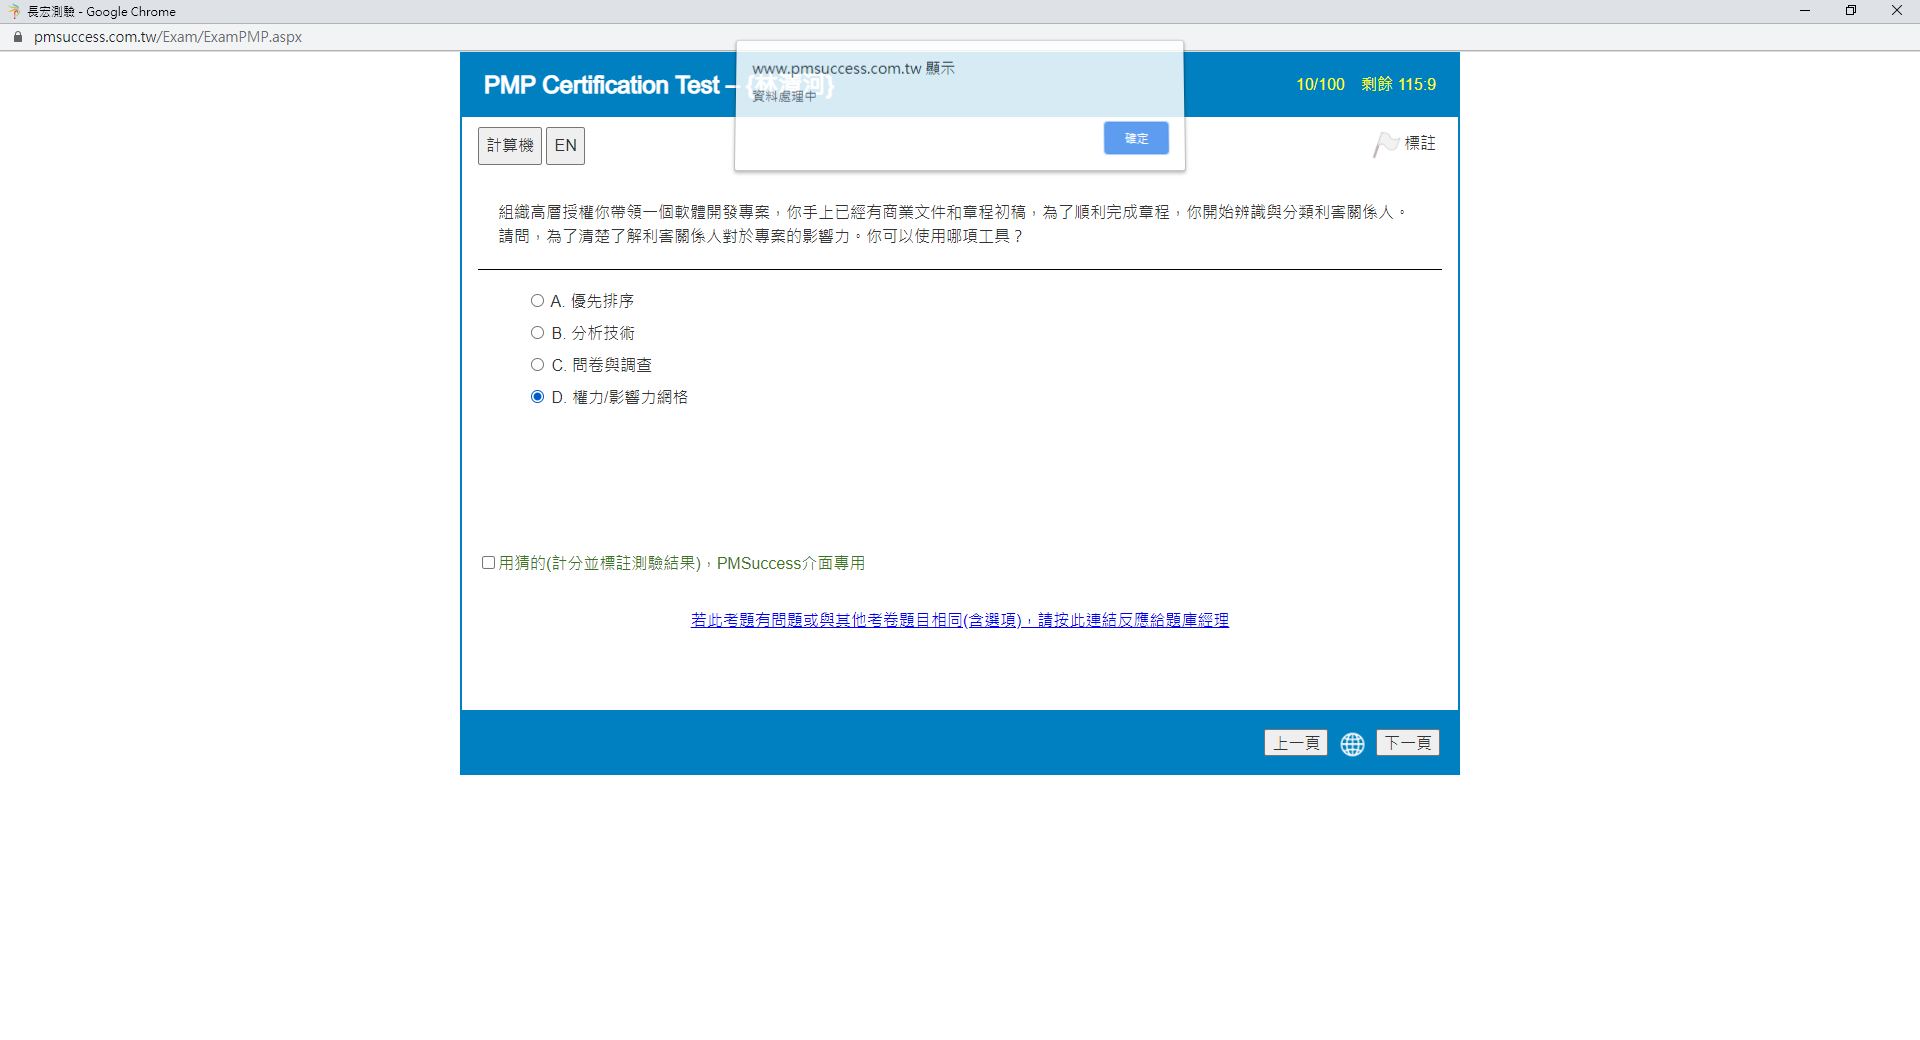 長宏測驗 - Google Chrome
pmsuccess.com.tw/Exam/ExamPMP.aspx
www.pmsuccess.com.tw 顯示
資料處理中
確定
PMP Certification Test – {林清河}
10/100 剩餘 115:9
計算機 EN
標註
組織高層授權你帶領一個軟體開發專案，你手上已經有商業文件和章程初稿，為了順利完成章程，你開始辨識與分類利害關係人。
請問，為了清楚了解利害關係人對於專案的影響力。你可以使用哪項工具？
A. 優先排序
B. 分析技術
C. 問卷與調查
D. 權力/影響力網格
用猜的(計分並標註測驗結果)，PMSuccess介面專用
若此考題有問題或與其他考卷題目相同(含選項)，請按此連結反應給題庫經理
上一頁 下一頁